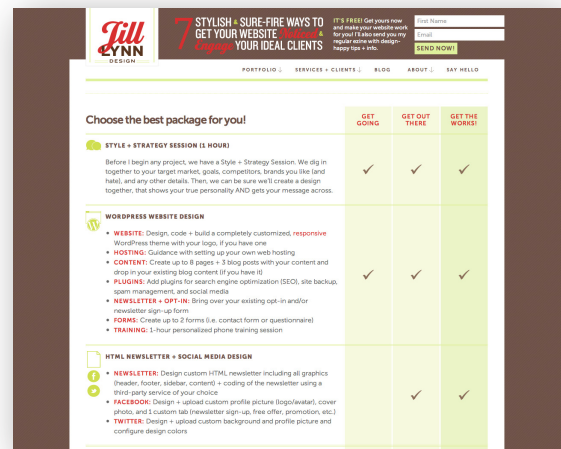 Jill
LYNN
DESIGN
7 STYLISH & SURE-FIRE WAYS TO
GET YOUR WEBSITE Noticed &
Engage YOUR IDEAL CLIENTS
IT'S FREE! Get yours now
and make your website work
for you! I'll also send you my
regular ezine with design-
happy tips + info.
First Name
Email
SEND NOW!
PORTFOLIO ↓ SERVICES + CLIENTS ↓ BLOG ABOUT ↓ SAY HELLO
Choose the best package for you!
GET
GOING
GET OUT
THERE
GET THE
WORKS!
STYLE + STRATEGY SESSION (1 HOUR)
Before I begin any project, we have a Style + Strategy Session. We dig in
together to your target market, goals, competitors, brands you like (and
hate), and any other details. Then, we can be sure we'll create a design
together, that shows your true personality AND gets your message across.
WORDPRESS WEBSITE DESIGN
• WEBSITE: Design, code + build a completely customized, responsive
WordPress theme with your logo, if you have one
• HOSTING: Guidance with setting up your own web hosting
• CONTENT: Create up to 8 pages + 3 blog posts with your content and
drop in your existing blog content (if you have it)
• PLUGINS: Add plugins for search engine optimization (SEO), site backup,
spam management, and social media
• NEWSLETTER + OPT-IN: Bring over your existing opt-in and/or
newsletter sign-up form
• FORMS: Create up to 2 forms (i.e. contact form or questionnaire)
• TRAINING: 1-hour personalized phone training session
HTML NEWSLETTER + SOCIAL MEDIA DESIGN
• NEWSLETTER: Design custom HTML newsletter including all graphics
(header, footer, sidebar, content) + coding of the newsletter using a
third-party service of your choice
• FACEBOOK: Design + upload custom profile picture (logo/avatar), cover
photo, and 1 custom tab (newsletter sign-up, free offer, promotion, etc.)
• TWITTER: Design + upload custom background and profile picture and
configure design colors